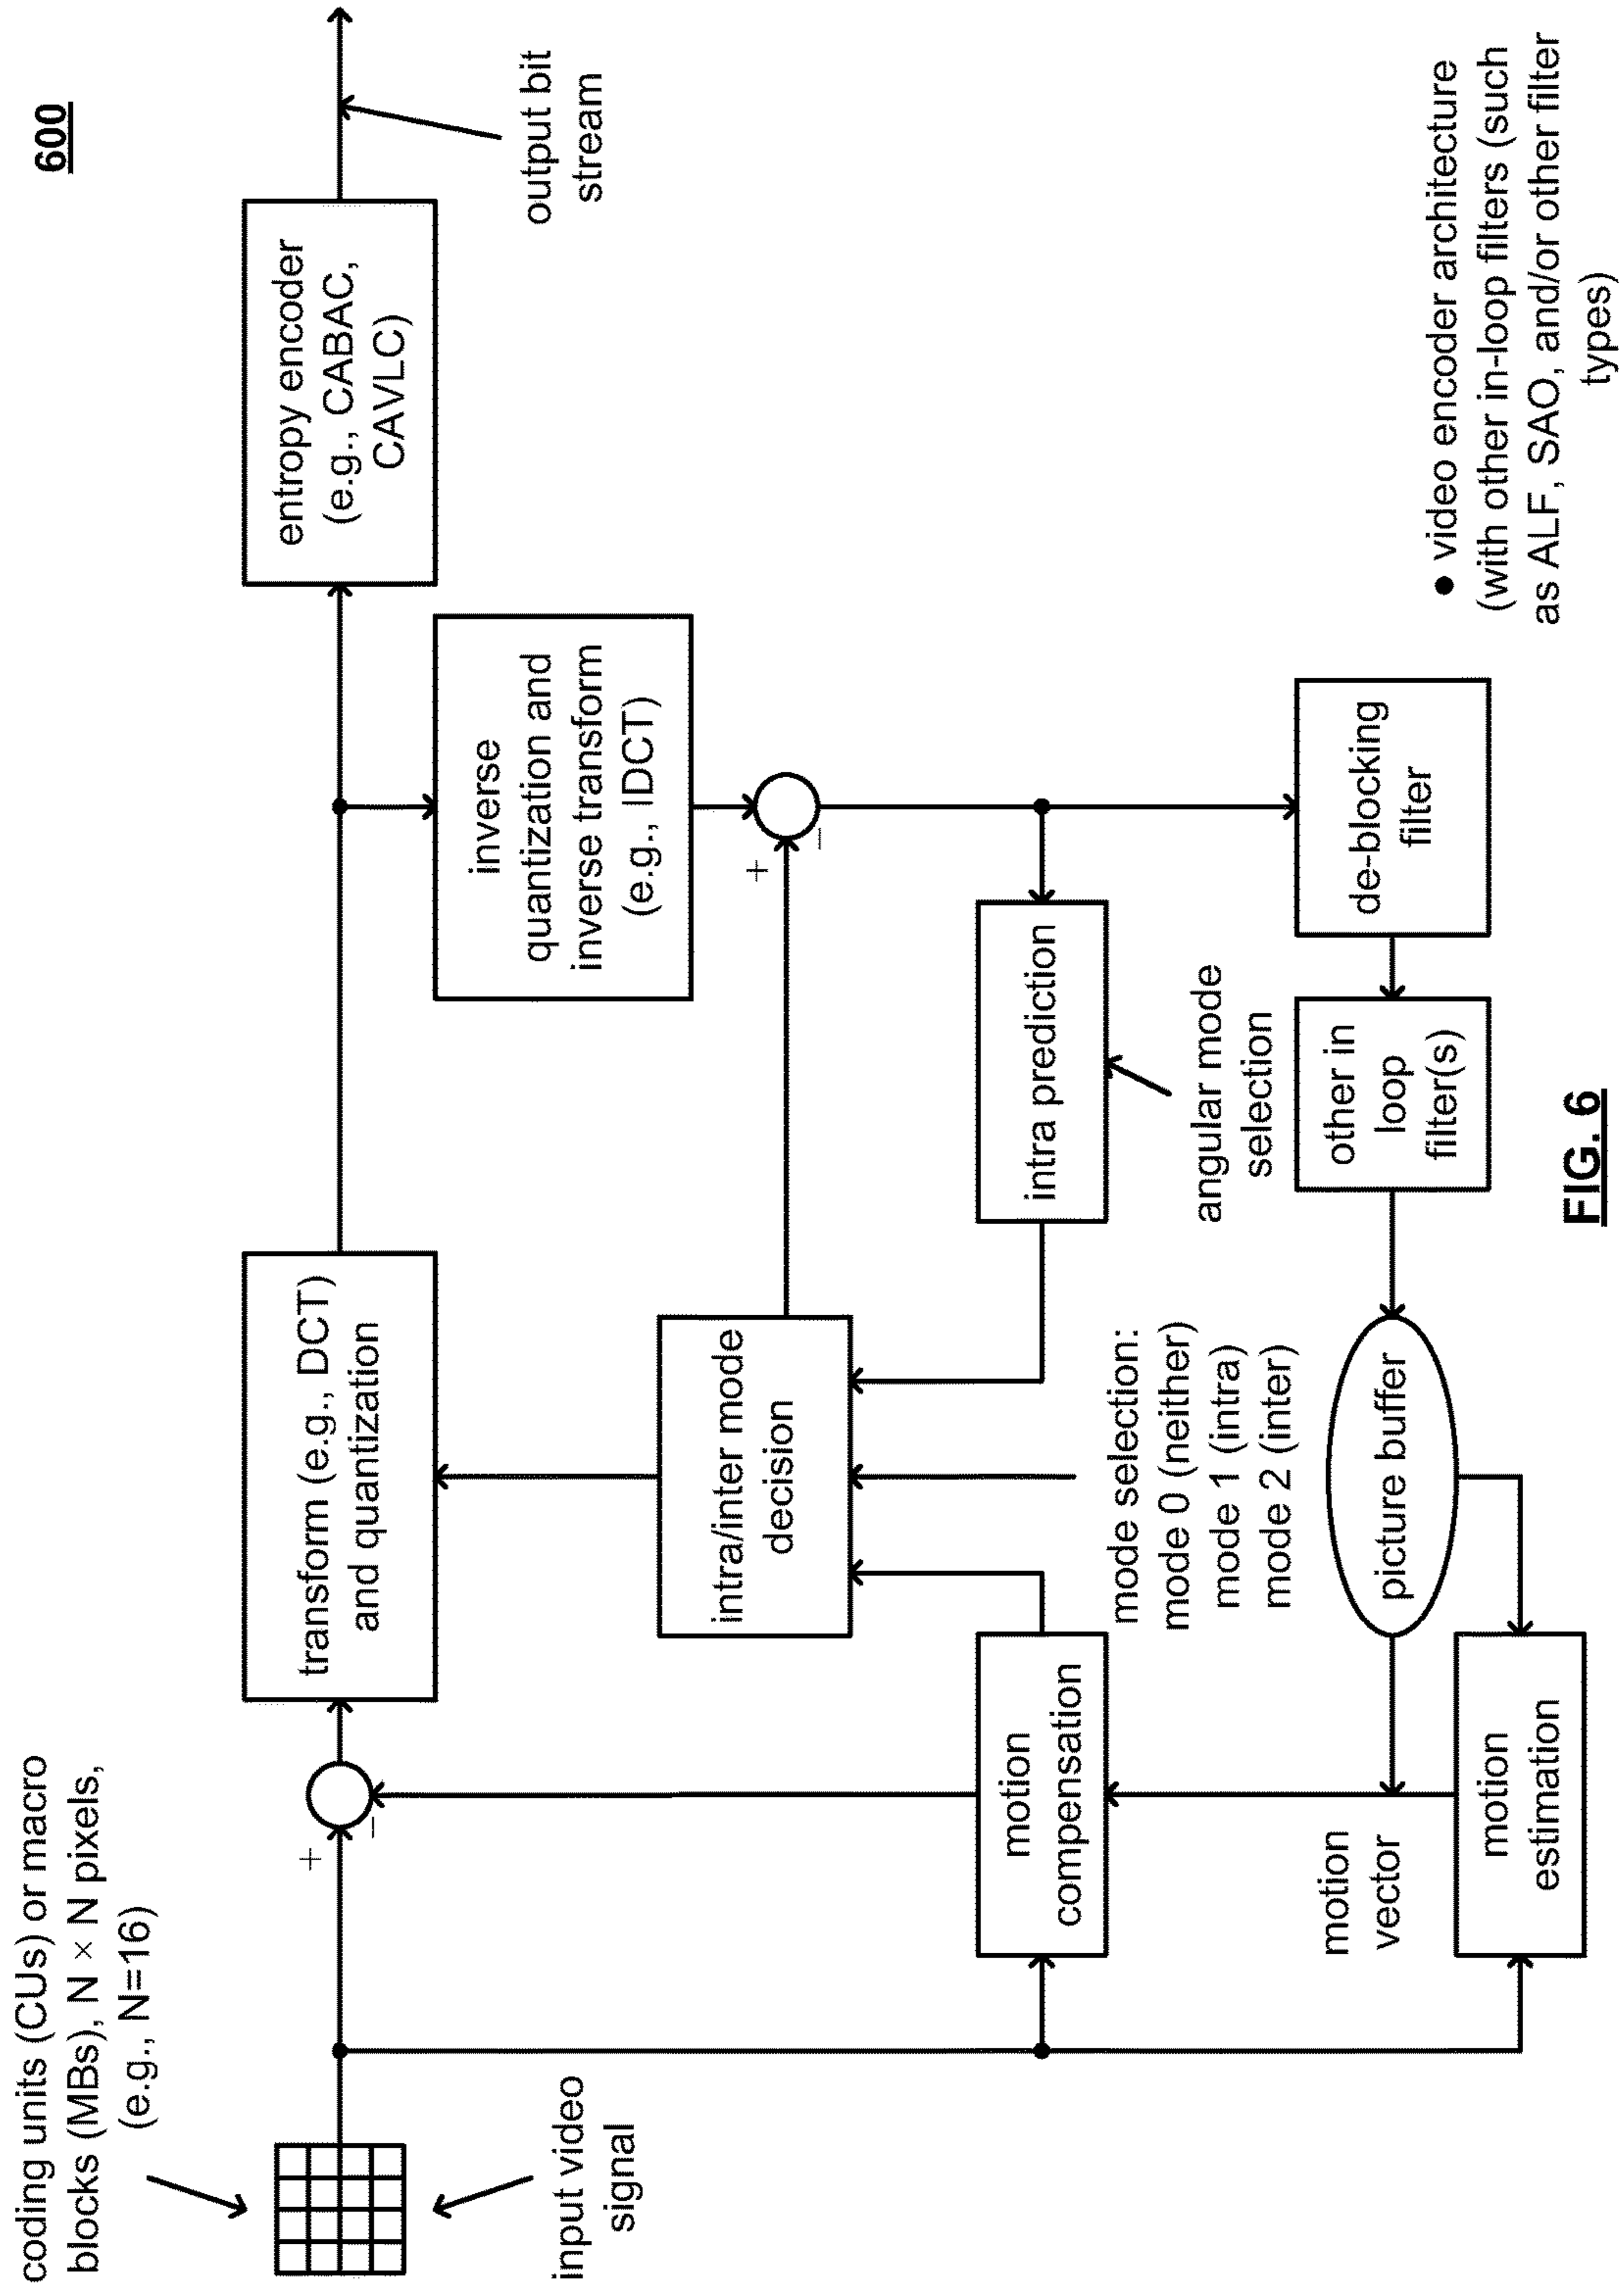 600
coding units (CUs) or macro
blocks (MBs), N × N pixels,
(e.g., N=16)
input video
signal
+
−
transform (e.g., DCT)
and quantization
entropy encoder
(e.g., CABAC,
CAVLC)
output bit
stream
inverse
quantization and
inverse transform
(e.g., IDCT)
+
−
intra/inter mode
decision
intra prediction
angular mode
selection
mode selection:
mode 0 (neither)
mode 1 (intra)
mode 2 (inter)
motion
compensation
motion
vector
motion
estimation
picture buffer
other in
loop
filter(s)
de-blocking
filter
● video encoder architecture
(with other in-loop filters (such
as ALF, SAO, and/or other filter
types)
FIG. 6